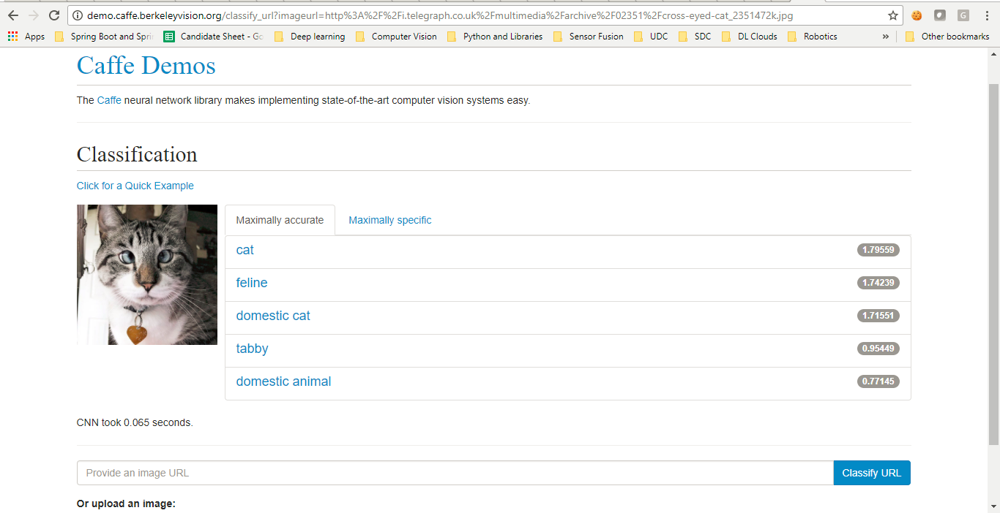 demo.caffe.berkeleyvision.org/classify_url?imageurl=http%3A%2F%2Fi.telegraph.co.uk%2Fmultimedia%2Farchive%2F02351%2Fcross-eyed-cat_2351472k.jpg
G
Apps Spring Boot and Spri Candidate Sheet - Go Deep learning Computer Vision Python and Libraries Sensor Fusion UDC SDC DL Clouds Robotics » Other bookmarks
Caffe Demos
The Caffe neural network library makes implementing state-of-the-art computer vision systems easy.
Classification
Click for a Quick Example
Maximally accurate Maximally specific
cat 1.79559
feline 1.74239
domestic cat 1.71551
tabby 0.95449
domestic animal 0.77145
CNN took 0.065 seconds.
Provide an image URL Classify URL
Or upload an image: